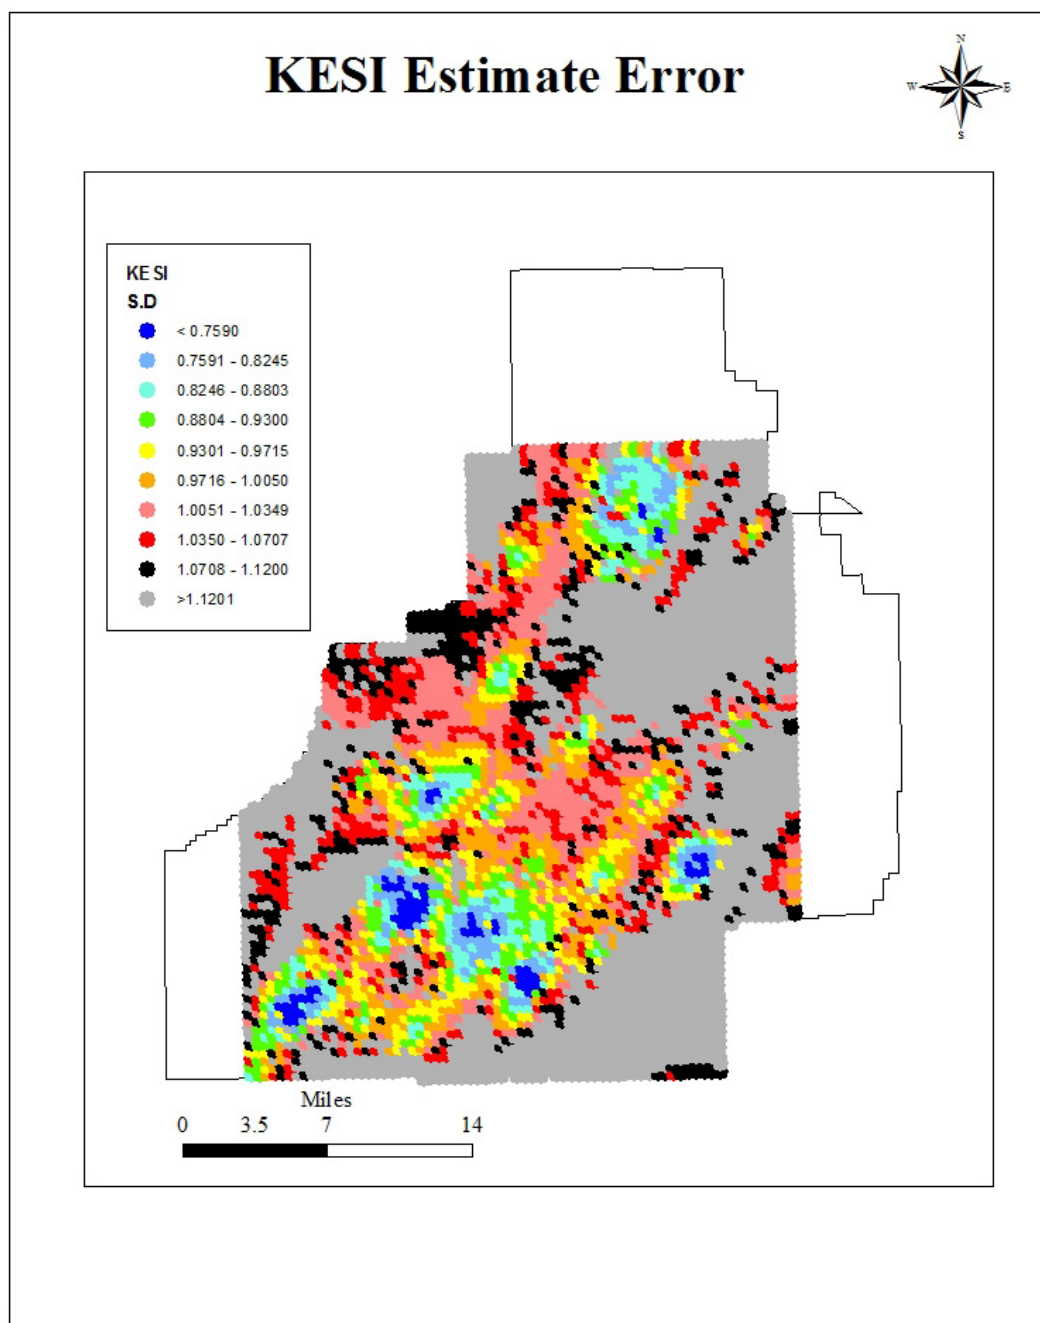 KESI Estimate Error
N
W E
S
KESI
S.D
< 0.7590
0.7591 - 0.8245
0.8246 - 0.8803
0.8804 - 0.9300
0.9301 - 0.9715
0.9716 - 1.0050
1.0051 - 1.0349
1.0350 - 1.0707
1.0708 - 1.1200
>1.1201
Miles
0 3.5 7 14